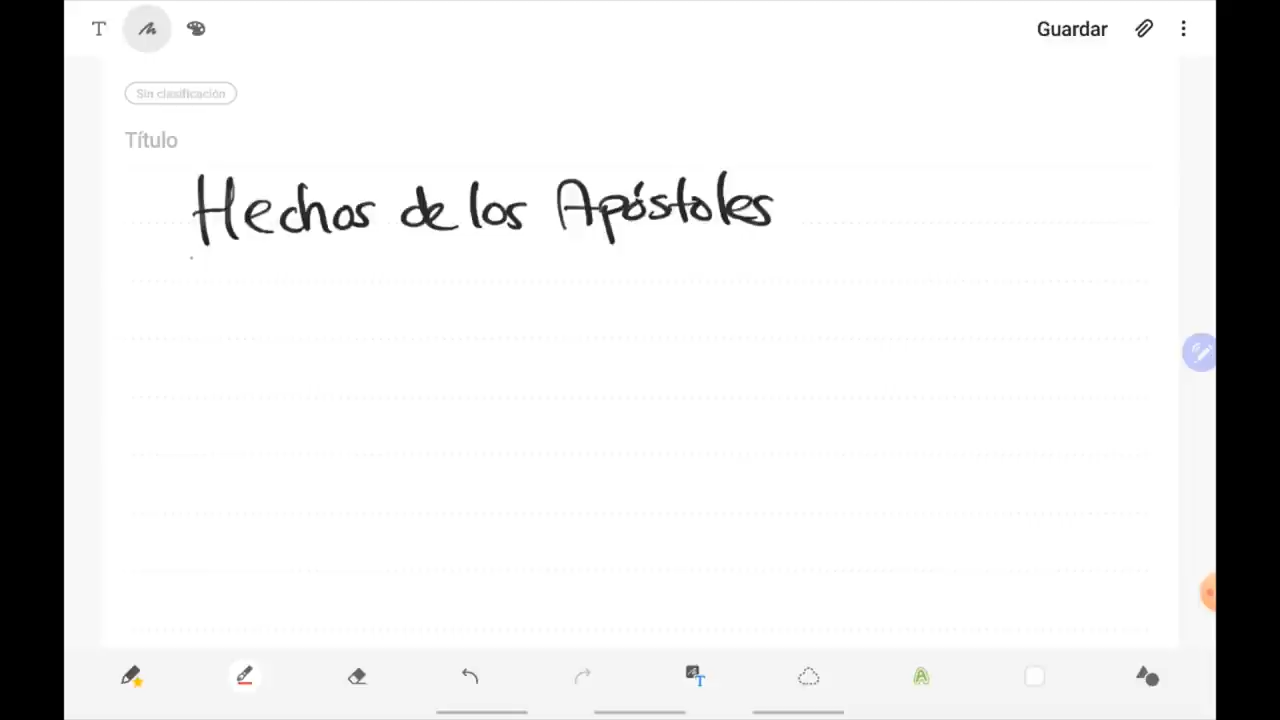 T Guardar
Sin clasificación
Título
Hechos de los Apóstoles
T
A